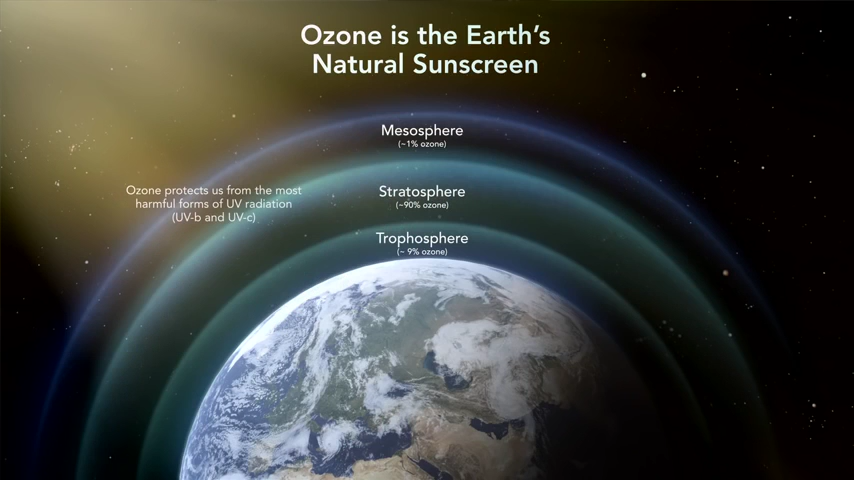 Ozone is the Earth's
Natural Sunscreen
Mesosphere
(~1% ozone)
Ozone protects us from the most
harmful forms of UV radiation
(UV-b and UV-c)
Stratosphere
(~90% ozone)
Trophosphere
(~ 9% ozone)